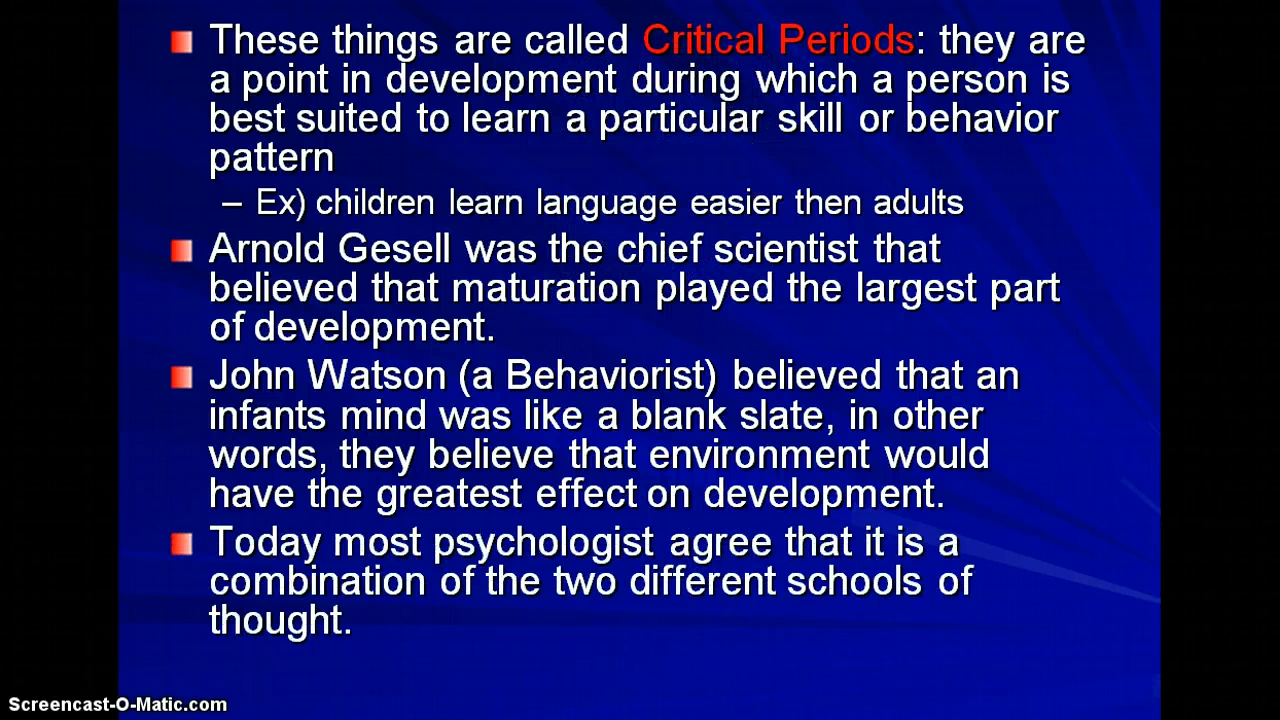 These things are called Critical Periods: they are
a point in development during which a person is
best suited to learn a particular skill or behavior
pattern
– Ex) children learn language easier then adults
Arnold Gesell was the chief scientist that
believed that maturation played the largest part
of development.
John Watson (a Behaviorist) believed that an
infants mind was like a blank slate, in other
words, they believe that environment would
have the greatest effect on development.
Today most psychologist agree that it is a
combination of the two different schools of
thought.
Screencast-O-Matic.com